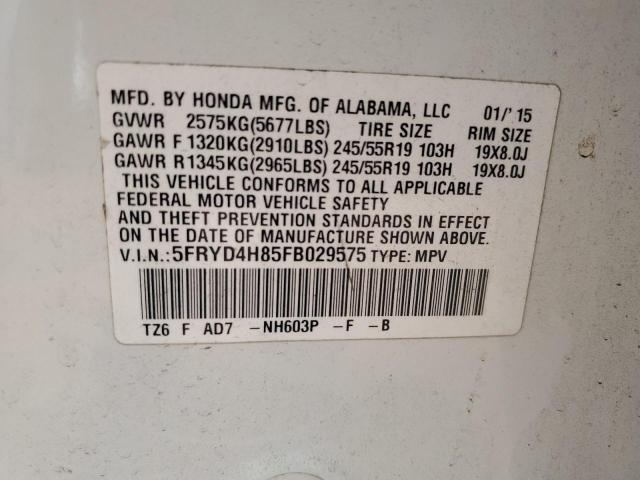 MFD. BY HONDA MFG. OF ALABAMA, LLC 01/'15
GVWR 2575KG(5677LBS) TIRE SIZE RIM SIZE
GAWR F 1320KG(2910LBS) 245/55R19 103H 19X8.0J
GAWR R 1345KG(2965LBS) 245/55R19 103H 19X8.0J
THIS VEHICLE CONFORMS TO ALL APPLICABLE
FEDERAL MOTOR VEHICLE SAFETY
AND THEFT PREVENTION STANDARDS IN EFFECT
ON THE DATE OF MANUFACTURE SHOWN ABOVE.
V.I.N.:5FRYD4H85FB029575 TYPE: MPV
TZ6 F AD7 -NH603P -F -B